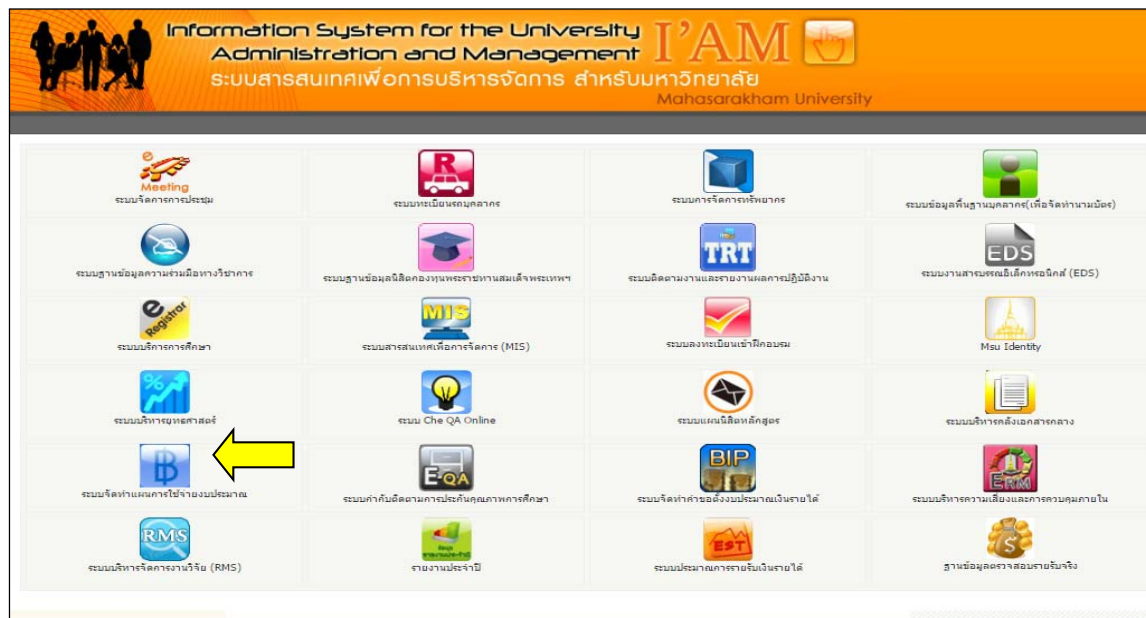 Information System for the University
Administration and Management
I'AM
ระบบสารสนเทศเพื่อการบริหารจัดการ สำหรับมหาวิทยาลัย
Mahasarakham University
e
Meeting
ระบบจัดการการประชุม
R
ระบบทะเบียนรถบุคลากร
ระบบการจัดการทรัพยากร
ระบบข้อมูลพื้นฐานบุคลากร(เพื่อจัดทำนามบัตร)
ระบบฐานข้อมูลความร่วมมือทางวิชาการ
ระบบฐานข้อมูลนิสิตกองทุนพระราชทานสมเด็จพระเทพฯ
TRT
ระบบติดตามงานและรายงานผลการปฏิบัติงาน
EDS
ระบบงานสารบรรณอิเล็กทรอนิกส์ (EDS)
e
Registrar
ระบบบริการการศึกษา
MIS
ระบบสารสนเทศเพื่อการจัดการ (MIS)
ระบบลงทะเบียนเข้าฝึกอบรม
Msu Identity
%
ระบบบริหารยุทธศาสตร์
ระบบ Che QA Online
ระบบแผนนิสิตหลักสูตร
ระบบบริหารคลังเอกสารกลาง
B
ระบบจัดทำแผนการใช้จ่ายงบประมาณ
E-QA
ระบบกำกับติดตามการประกันคุณภาพการศึกษา
BIP
ระบบจัดทำคำขอตั้งงบประมาณเงินรายได้
ERM
ระบบบริหารความเสี่ยงและการควบคุมภายใน
RMS
ระบบบริหารจัดการงานวิจัย (RMS)
รายงานประจำปี
EST
ระบบประมาณการรายรับเงินรายได้
$
ฐานข้อมูลตรวจสอบรายรับจริง